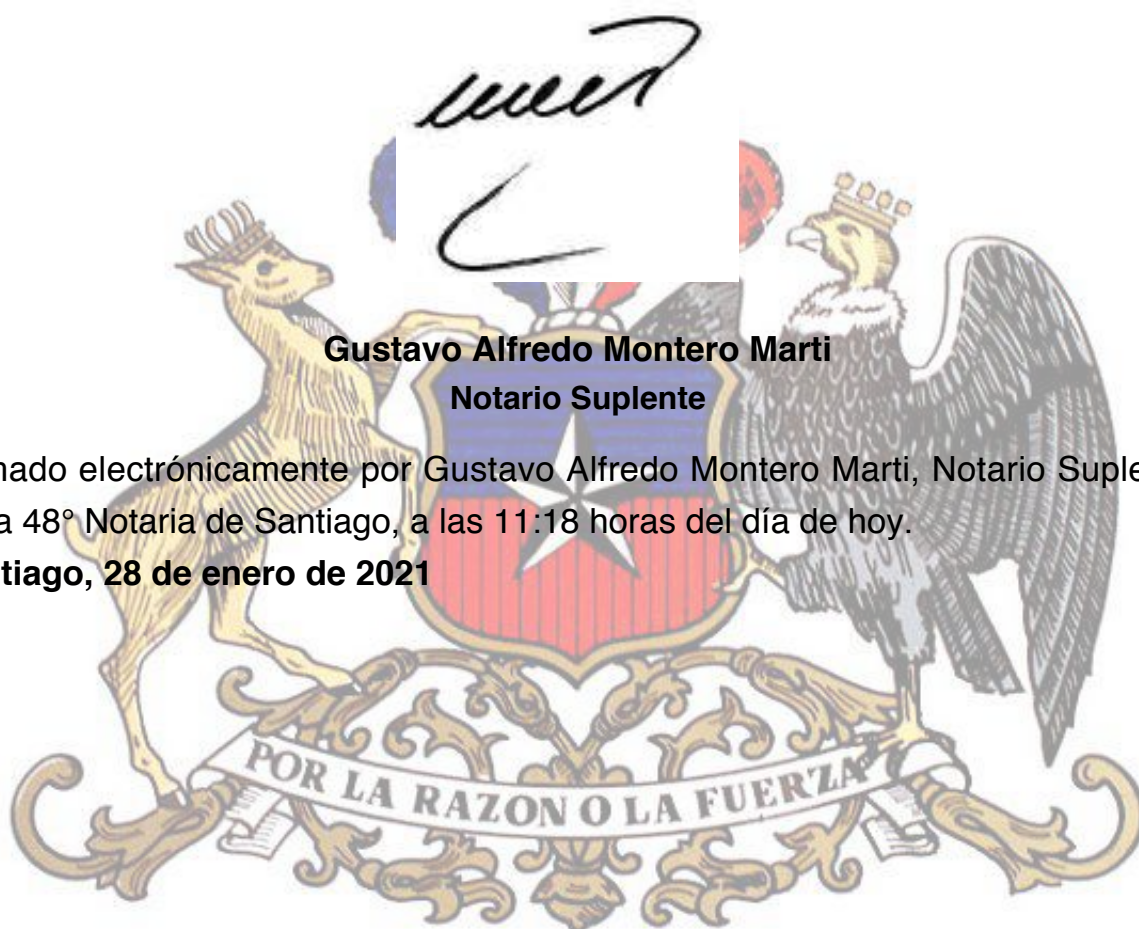 Gustavo Alfredo Montero Marti
Notario Suplente
mado electrónicamente por Gustavo Alfredo Montero Marti, Notario Suple
a 48° Notaria de Santiago, a las 11:18 horas del día de hoy.
tiago, 28 de enero de 2021
POR LA RAZON O LA FUERZA